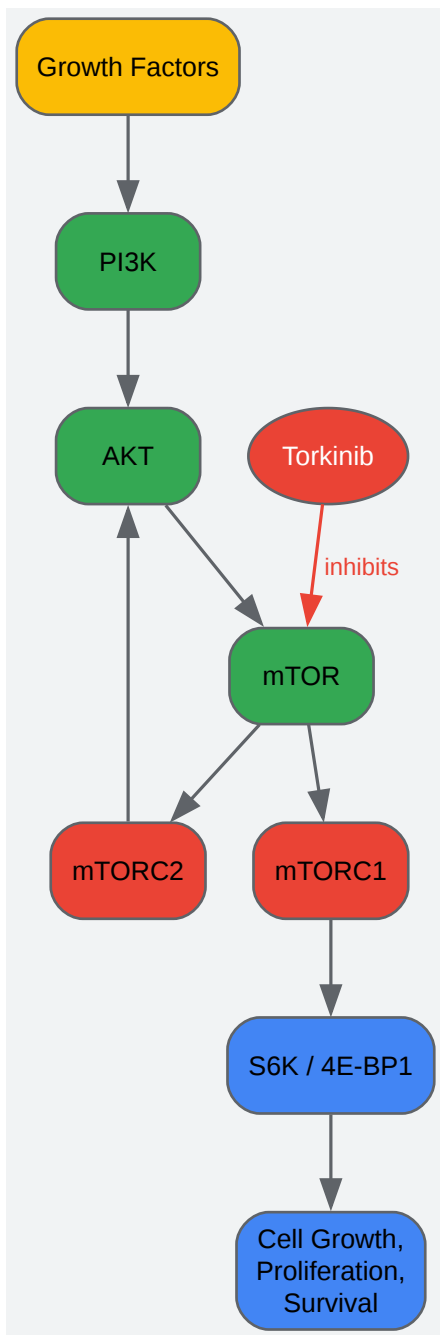 Growth Factors
PI3K
AKT
Torkinib
inhibits
mTOR
mTORC2
mTORC1
S6K / 4E-BP1
Cell Growth,
Proliferation,
Survival